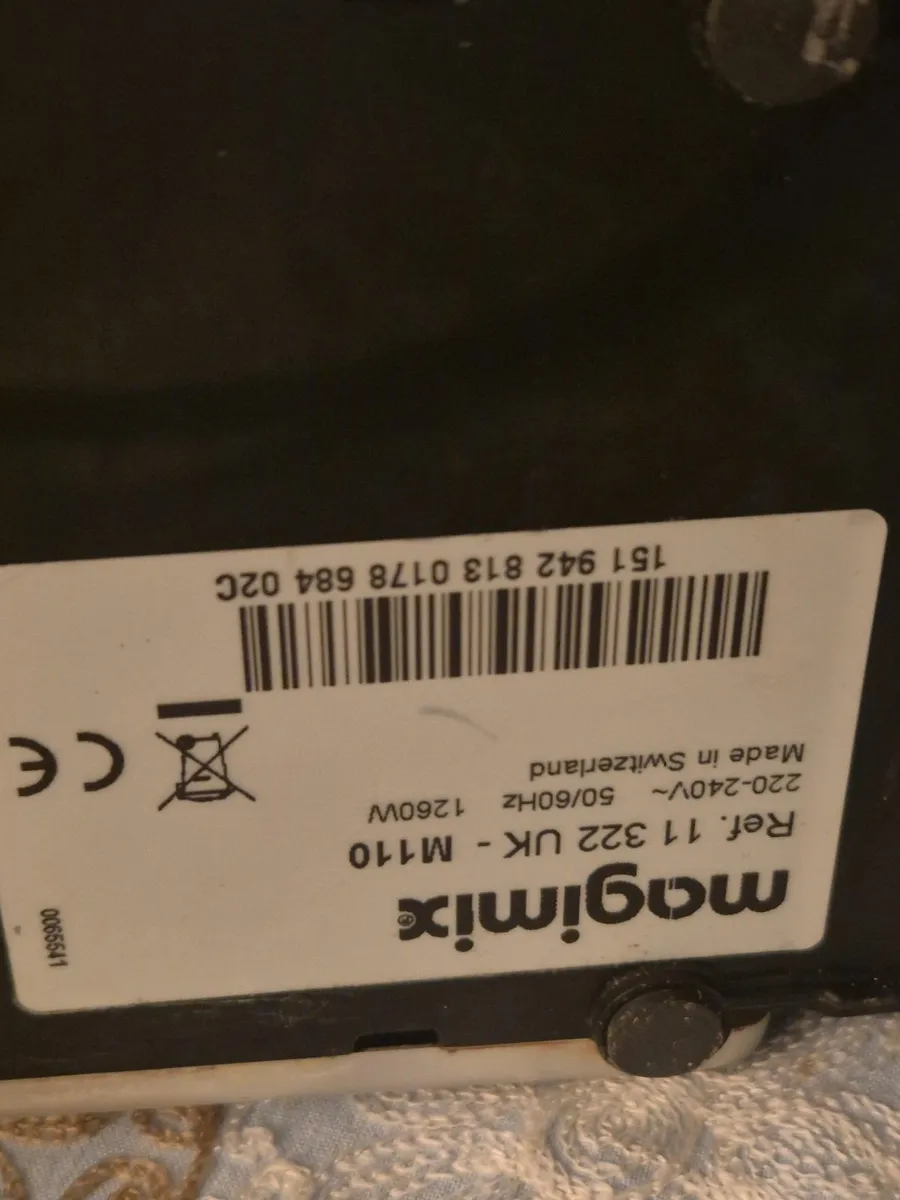 magimix®
Ref. 11 322 UK - M110
220-240V~ 50/60Hz 1260W
Made in Switzerland
CE
151 942 813 0178 684 02C
0065541